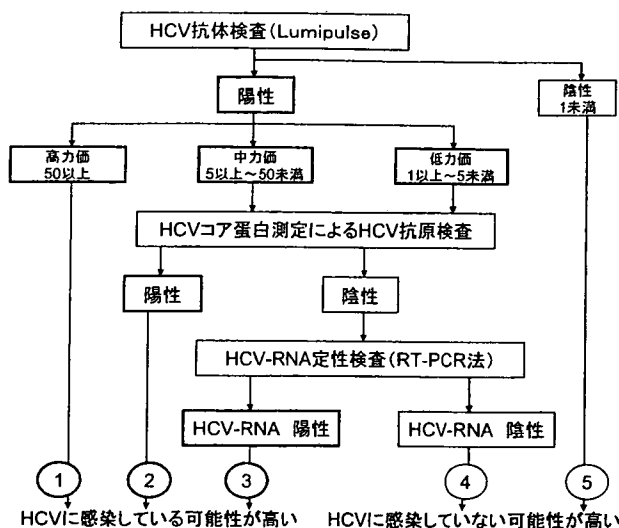 HCV抗体検査(Lumipulse)
陽性
陰性
1未満
高力価
50以上
中力価
5以上～50未満
低力価
1以上～5未満
HCVコア蛋白測定によるHCV抗原検査
陽性
陰性
HCV-RNA定性検査(RT-PCR法)
HCV-RNA 陽性
HCV-RNA 陰性
1
2
3
4
5
HCVに感染している可能性が高い
HCVに感染していない可能性が高い